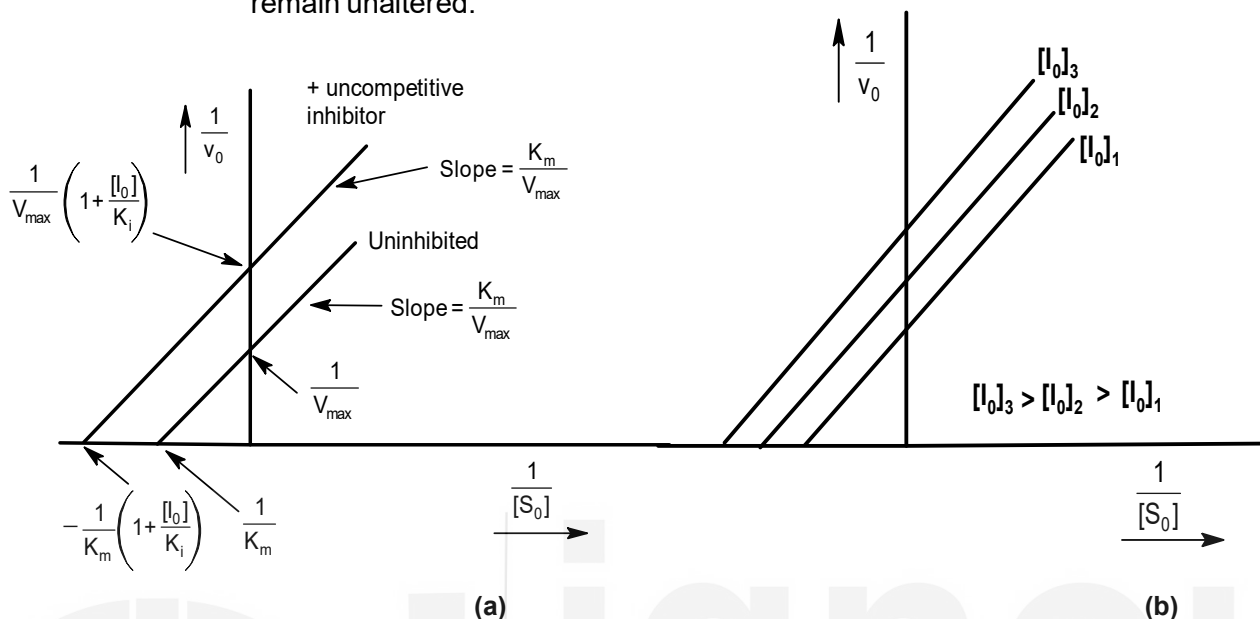 remain unaltered.
+ uncompetitive
inhibitor
1
v₀
Slope = Kₘ
Vₘₐₓ
1
Vₘₐₓ (1+ [I₀]
Kᵢ)
Uninhibited
Slope = Kₘ
Vₘₐₓ
1
Vₘₐₓ
− 1
Kₘ (1+ [I₀]
Kᵢ)
1
Kₘ
1
[S₀]
(a)
1
v₀
[I₀]₃
[I₀]₂
[I₀]₁
[I₀]₃ > [I₀]₂ > [I₀]₁
1
[S₀]
(b)